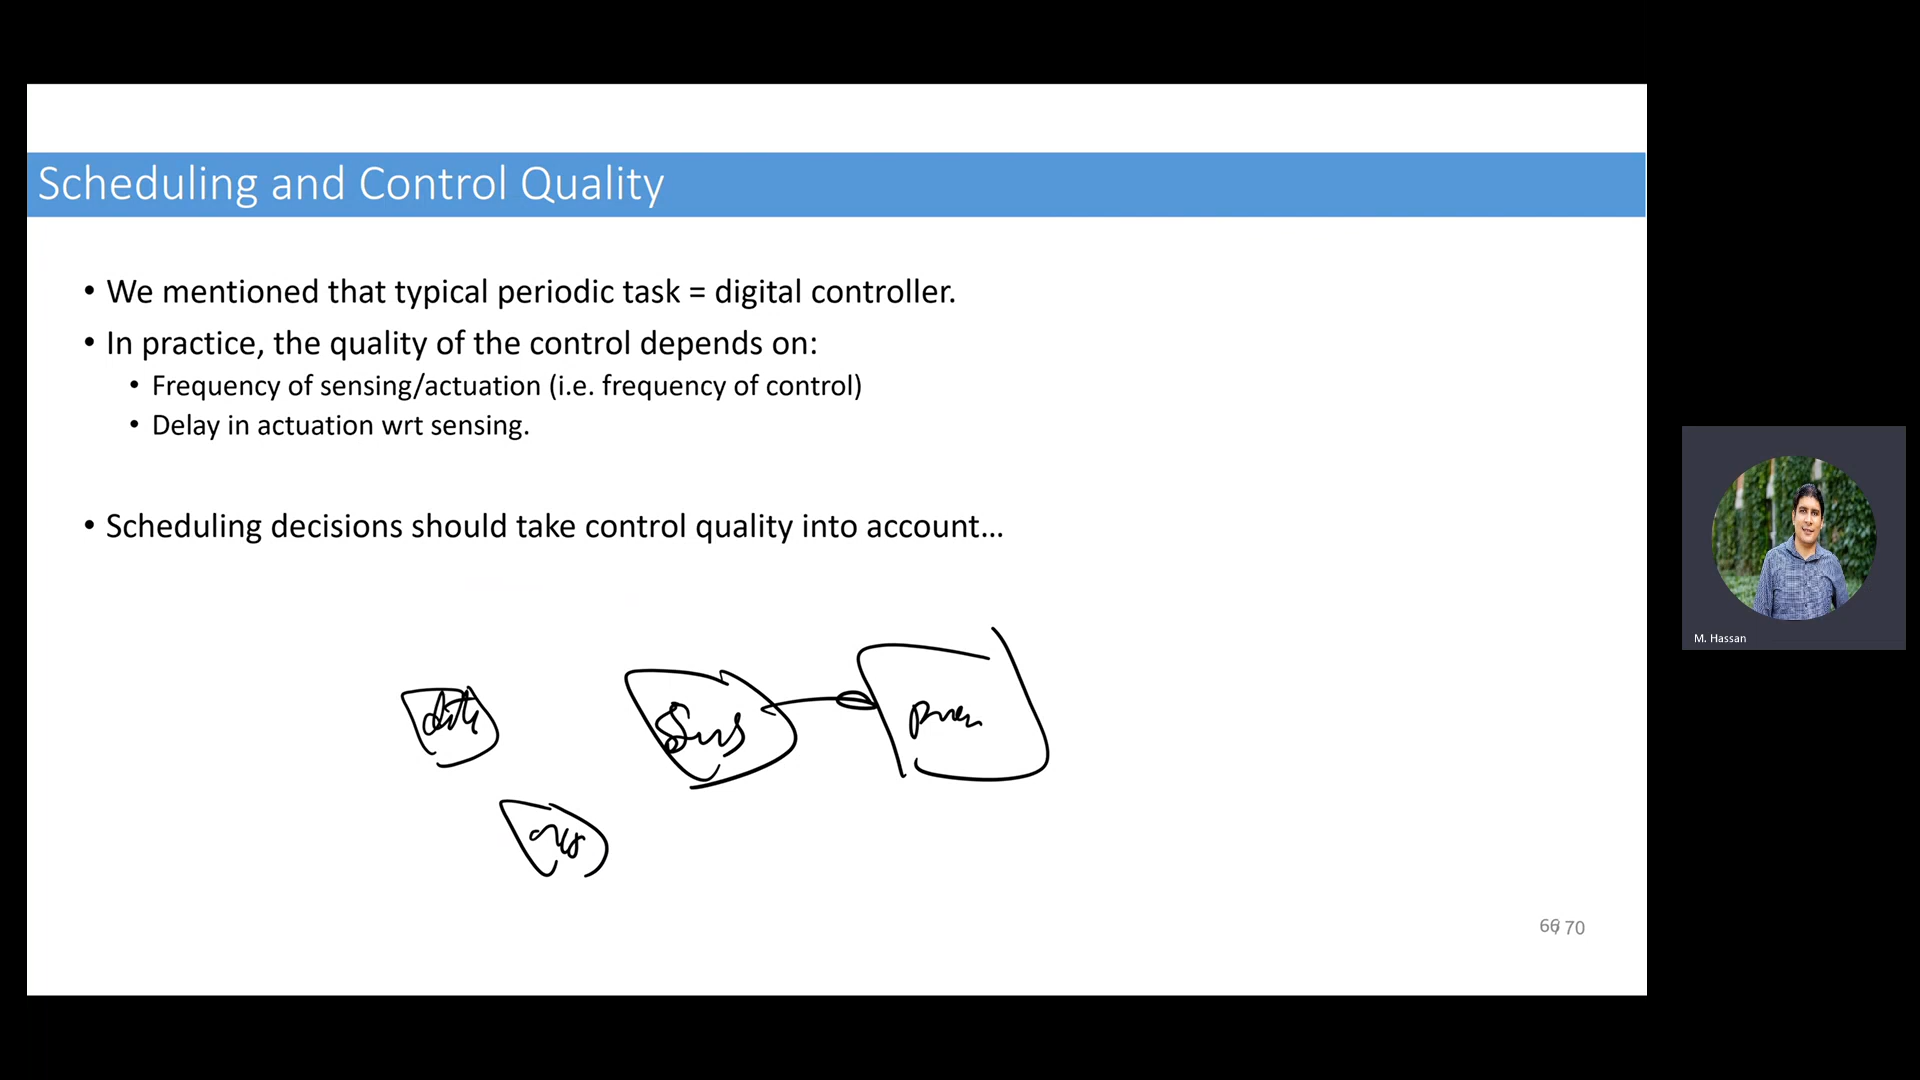 Scheduling and Control Quality
• We mentioned that typical periodic task = digital controller.
• In practice, the quality of the control depends on:
• Frequency of sensing/actuation (i.e. frequency of control)
• Delay in actuation wrt sensing.
• Scheduling decisions should take control quality into account…
M. Hassan
/ 70